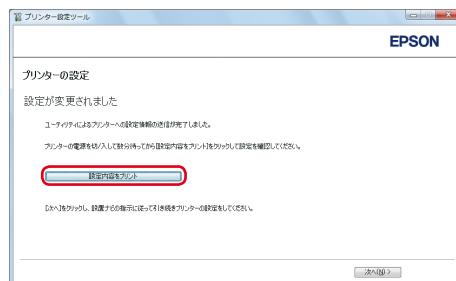 プリンター設定ツール
EPSON
プリンターの設定
設定が変更されました
ユーティリティによるプリンターへの設定情報の送信が完了しました。
プリンターの電源を切/入して数分待ってから[設定内容をプリント]をクリックして設定を確認してください。
設定内容をプリント
[次へ]をクリックし、設置ナビの指示に従って引き続きプリンターの設定をしてください。
次へ(N) >